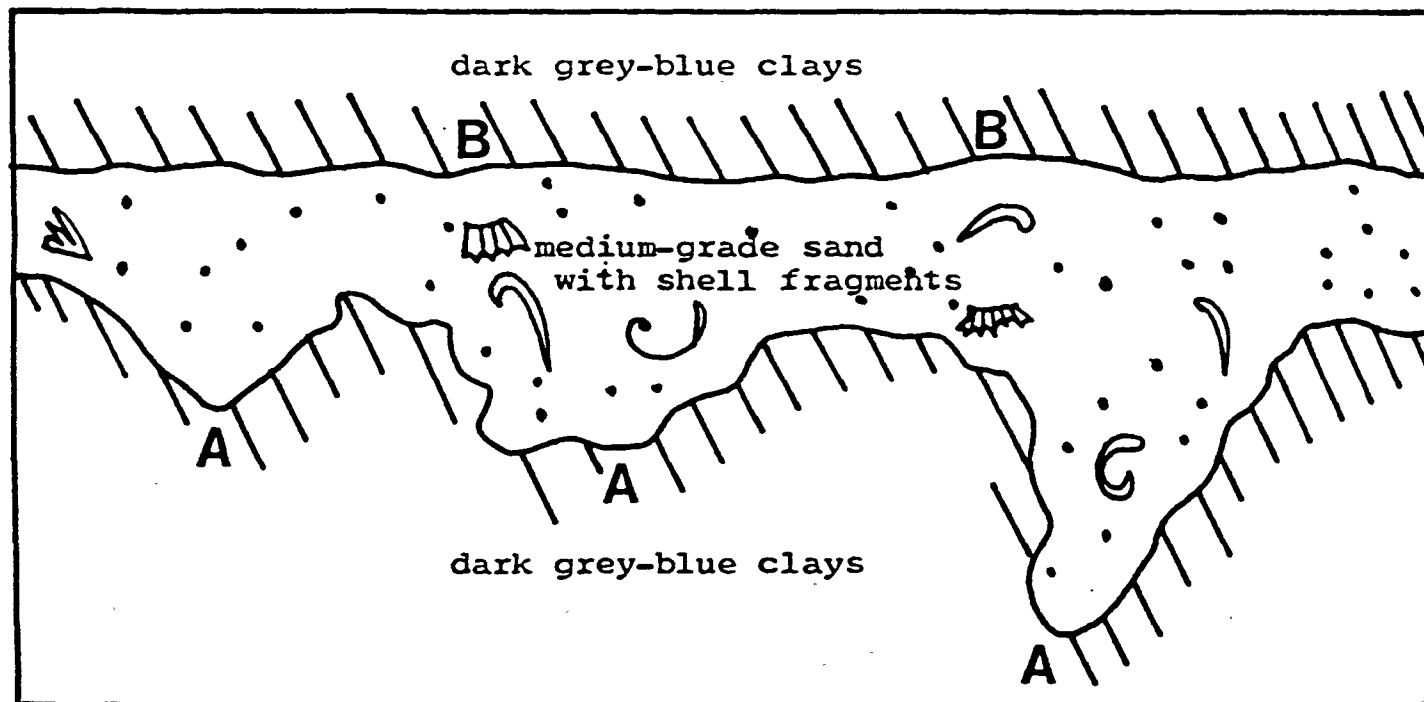 dark grey-blue clays
B
B
medium-grade sand
with shell fragments
A
A
dark grey-blue clays
A